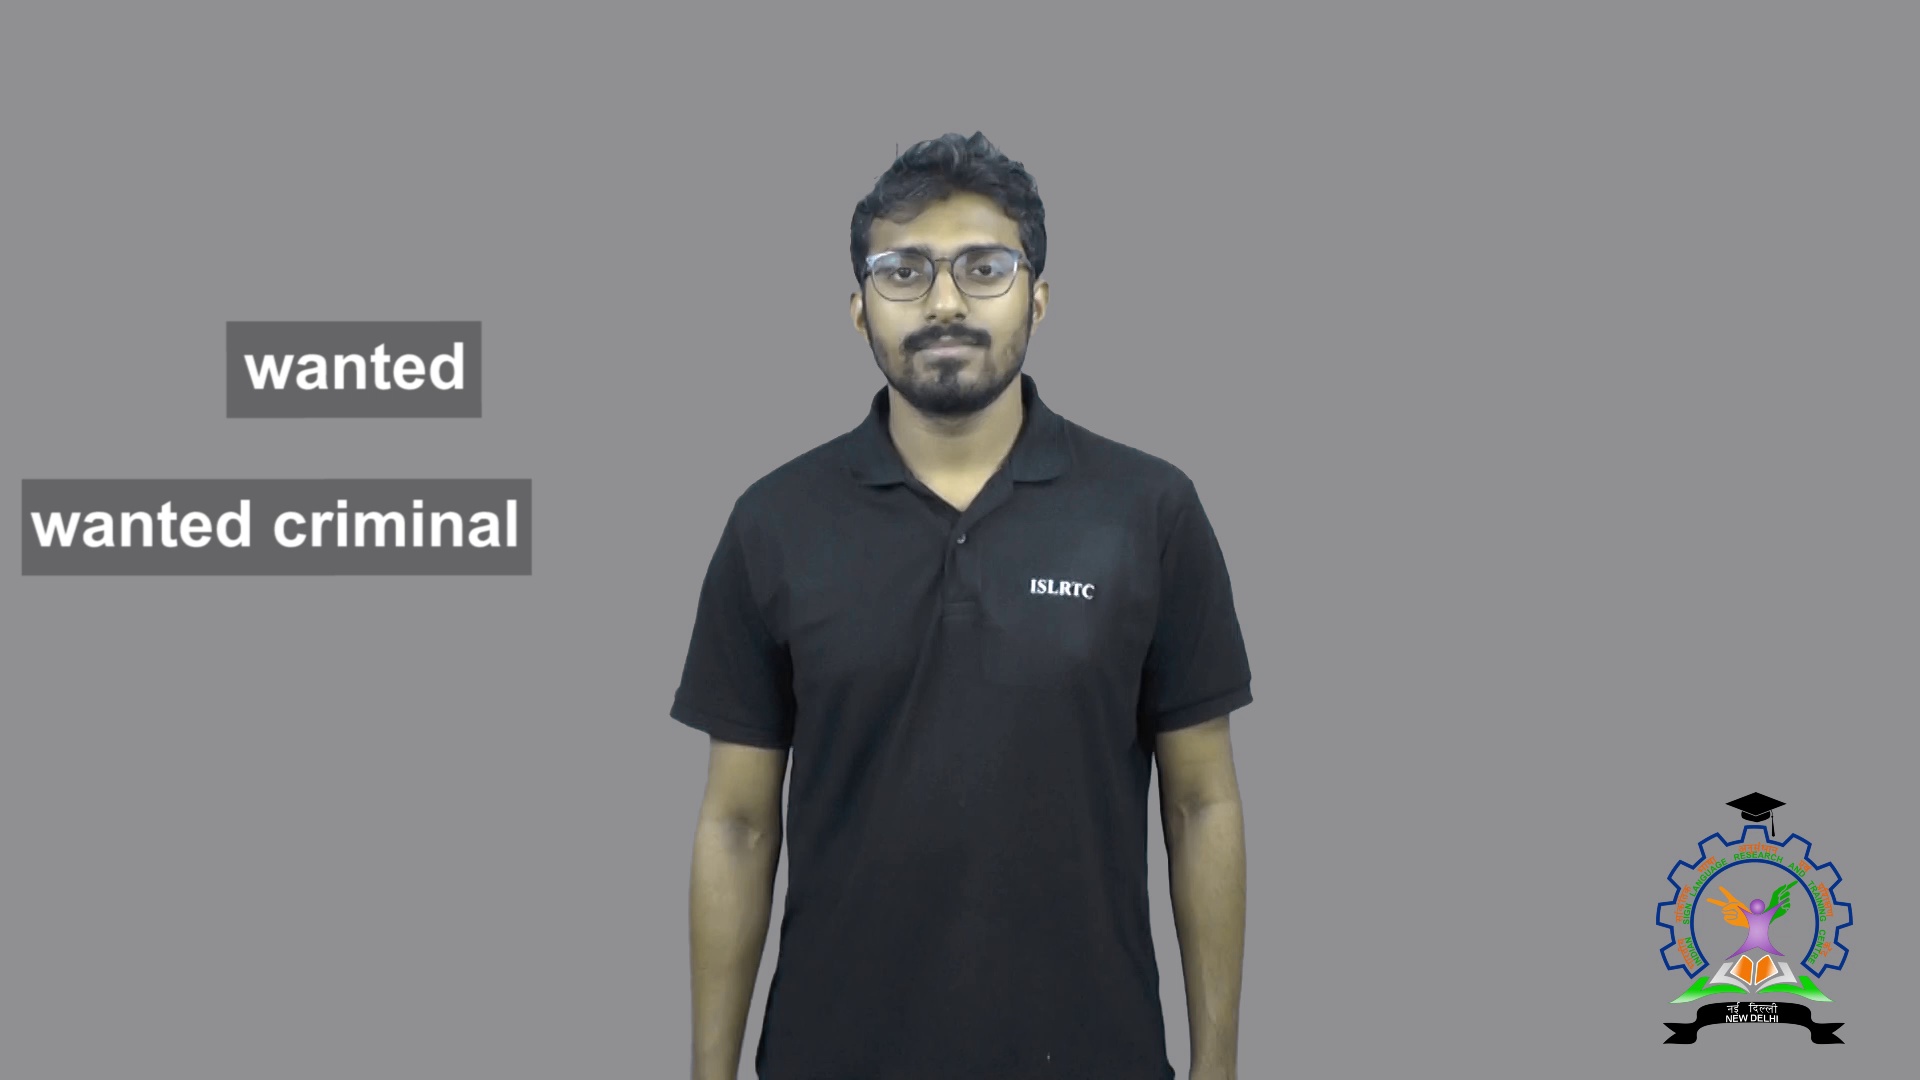 wanted
wanted criminal
ISLRTC
INDIAN SIGN LANGUAGE RESEARCH AND TRAINING CENTRE
नई दिल्ली
NEW DELHI